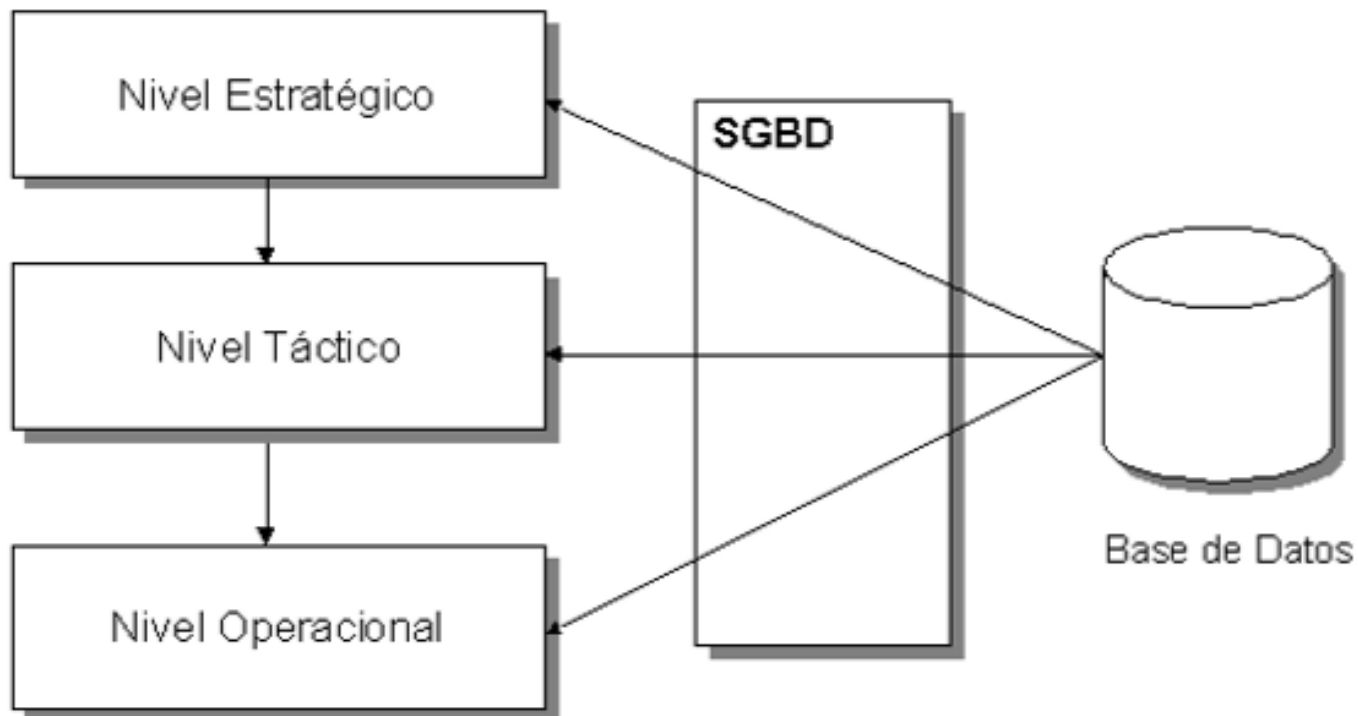 Nivel Estratégico
SGBD
Nivel Táctico
Base de Datos
Nivel Operacional